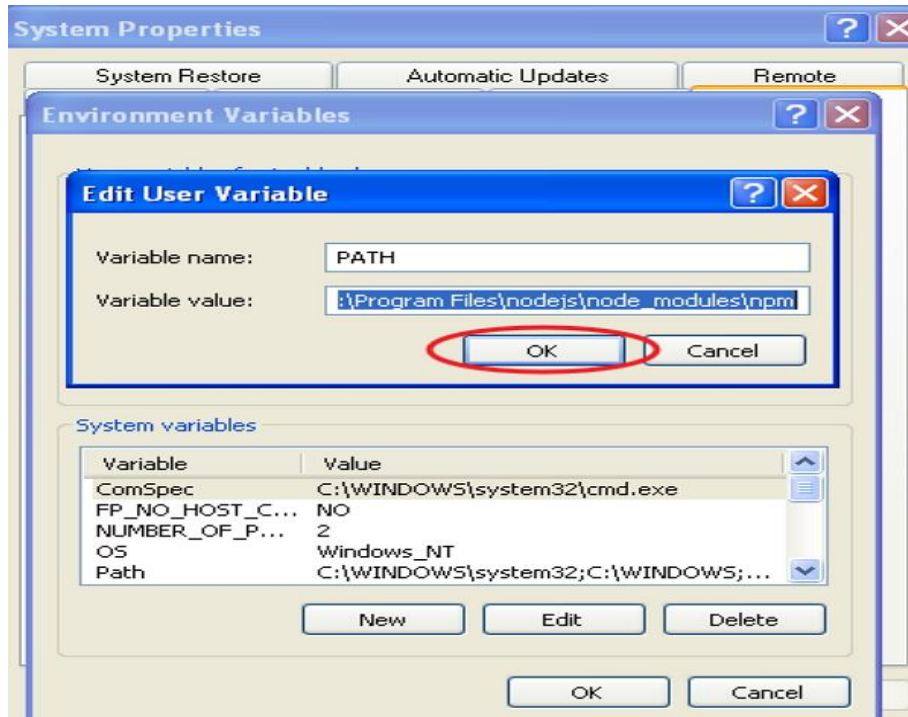 System Properties
System Restore Automatic Updates Remote
Environment Variables
Edit User Variable
Variable name: PATH
Variable value: :\Program Files\nodejs\node_modules\npm
OK Cancel
System variables
Variable Value
ComSpec C:\WINDOWS\system32\cmd.exe
FP_NO_HOST_C... NO
NUMBER_OF_P... 2
OS Windows_NT
Path C:\WINDOWS\system32;C:\WINDOWS;...
New Edit Delete
OK Cancel